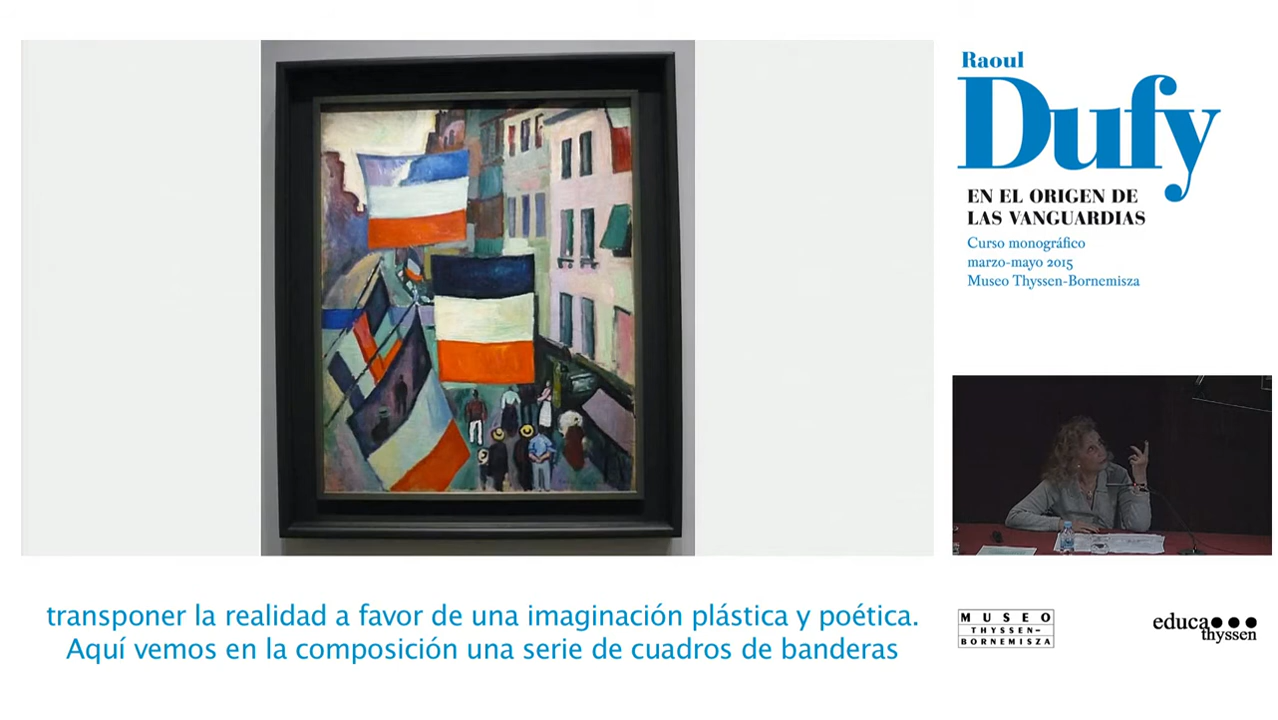 Raoul
Dufy
EN EL ORIGEN DE
LAS VANGUARDIAS
Curso monográfico
marzo-mayo 2015
Museo Thyssen-Bornemisza
transponer la realidad a favor de una imaginación plástica y poética.
Aquí vemos en la composición una serie de cuadros de banderas
MUSEO
THYSSEN-
BORNEMISZA
educa
thyssen